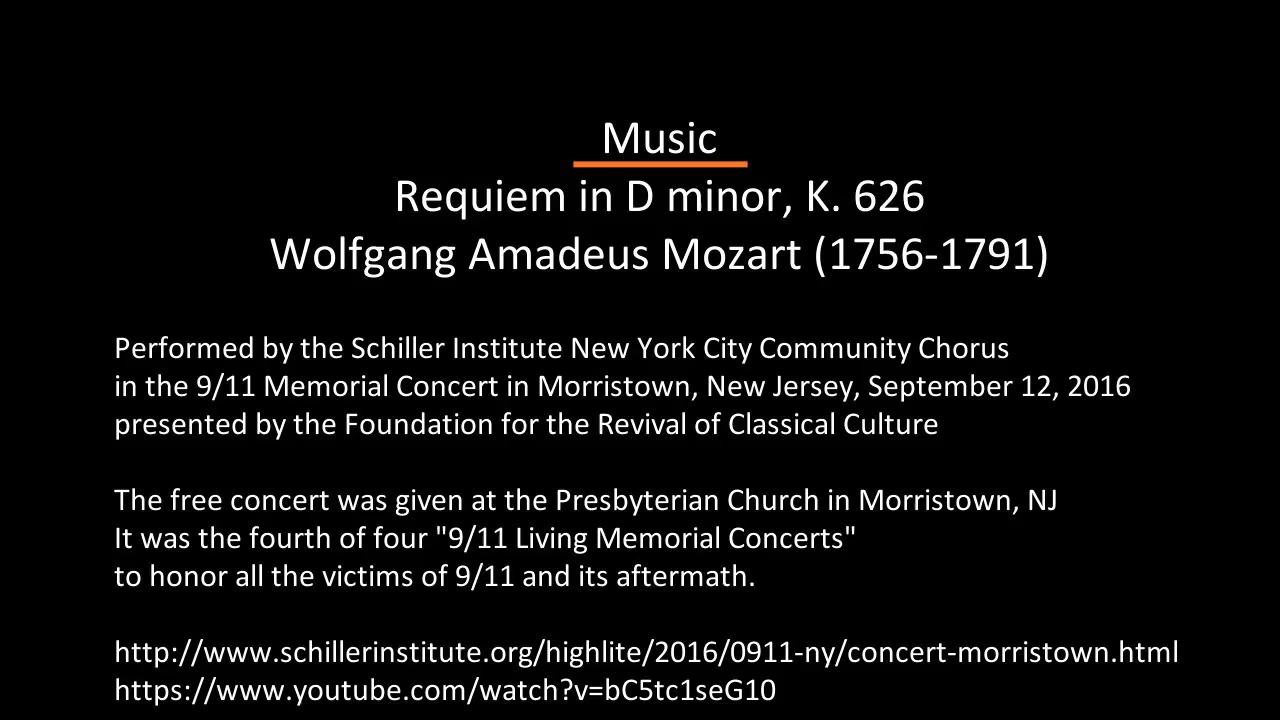 Music
Requiem in D minor, K. 626
Wolfgang Amadeus Mozart (1756-1791)
Performed by the Schiller Institute New York City Community Chorus
in the 9/11 Memorial Concert in Morristown, New Jersey, September 12, 2016
presented by the Foundation for the Revival of Classical Culture
The free concert was given at the Presbyterian Church in Morristown, NJ
It was the fourth of four "9/11 Living Memorial Concerts"
to honor all the victims of 9/11 and its aftermath.
http://www.schillerinstitute.org/highlite/2016/0911-ny/concert-morristown.html
https://www.youtube.com/watch?v=bC5tc1seG10